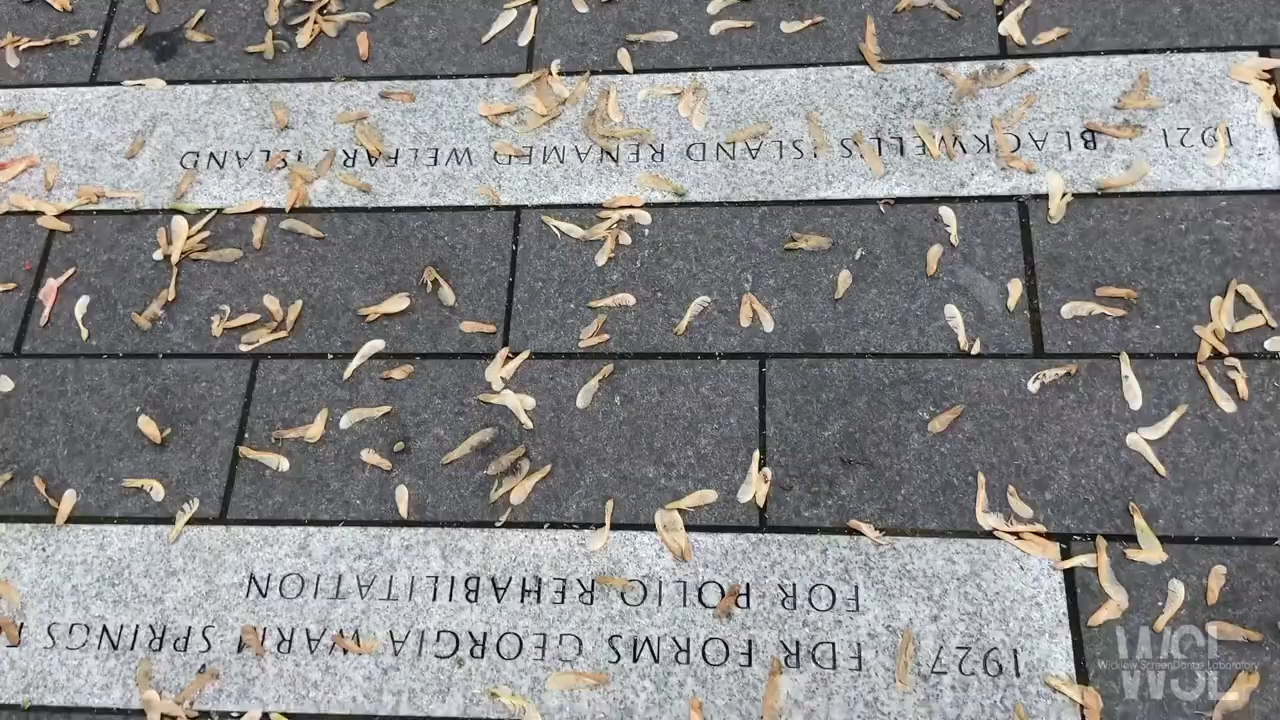 1921 BLACKWELL'S ISLAND RENAMED WELFARE ISLAND
1927 FDR FORMS GEORGIA WARM SPRINGS
FOR POLIO REHABILITATION
WSL
Wicklow ScreenDance Laboratory